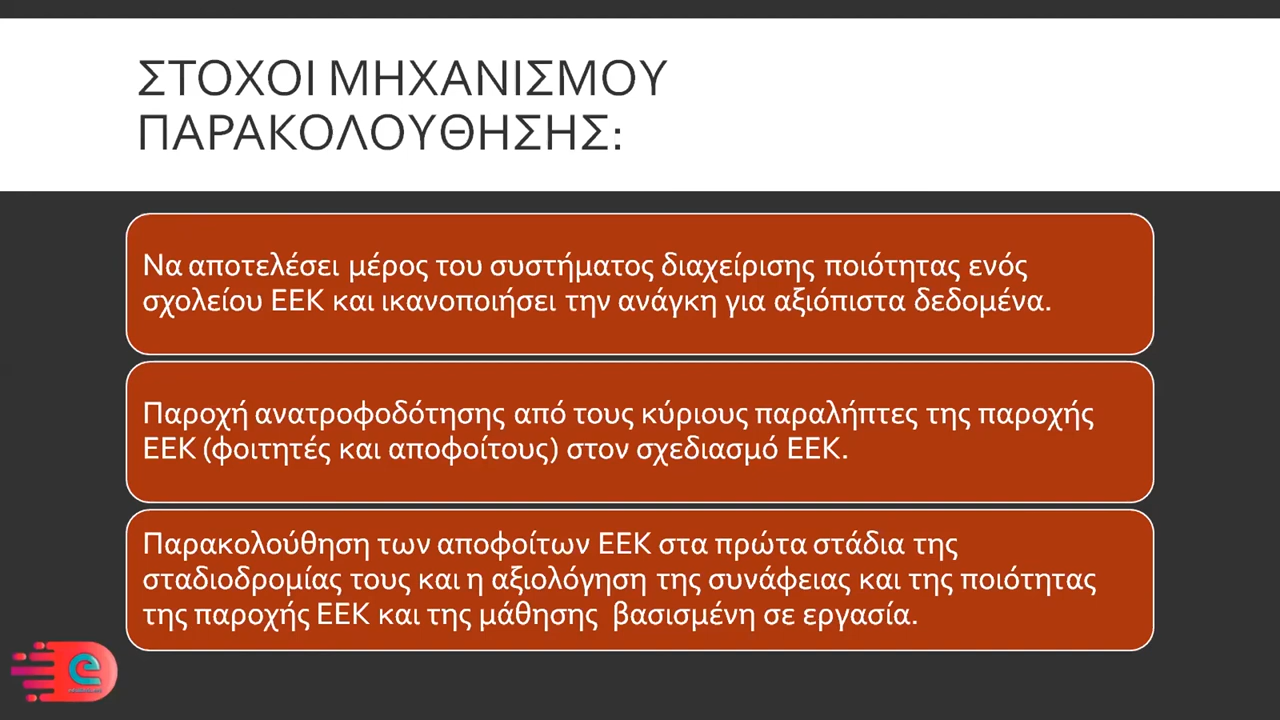 ΣΤΟΧΟΙ ΜΗΧΑΝΙΣΜΟΥ
ΠΑΡΑΚΟΛΟΥΘΗΣΗΣ:
Να αποτελέσει μέρος του συστήματος διαχείρισης ποιότητας ενός
σχολείου ΕΕΚ και ικανοποιήσει την ανάγκη για αξιόπιστα δεδομένα.
Παροχή ανατροφοδότησης από τους κύριους παραλήπτες της παροχής
ΕΕΚ (φοιτητές και αποφοίτους) στον σχεδιασμό ΕΕΚ.
Παρακολούθηση των αποφοίτων ΕΕΚ στα πρώτα στάδια της
σταδιοδρομίας τους και η αξιολόγηση της συνάφειας και της ποιότητας
της παροχής ΕΕΚ και της μάθησης βασισμένη σε εργασία.